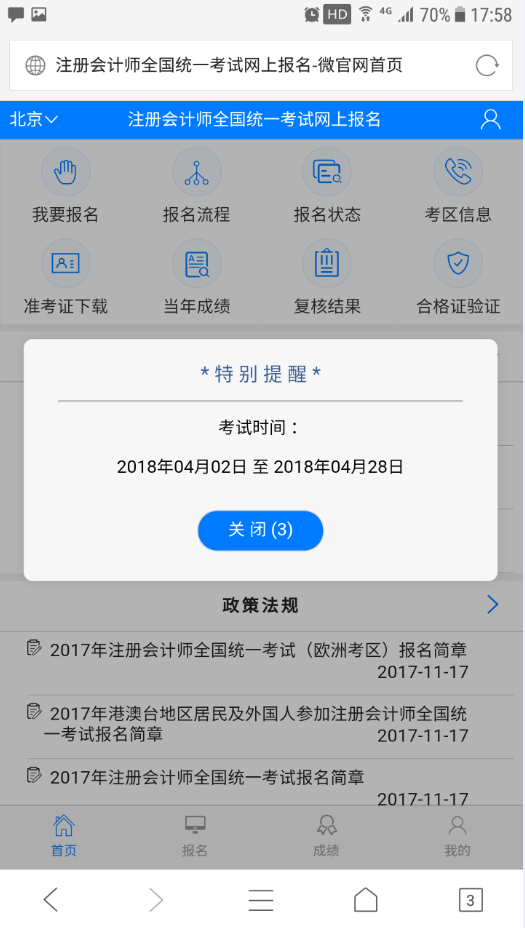 HD 4G 70% 17:58
注册会计师全国统一考试网上报名-微官网首页
北京 注册会计师全国统一考试网上报名
我要报名 报名流程 报名状态 考区信息
准考证下载 当年成绩 复核结果 合格证验证
*特别提醒*
考试时间：
2018年04月02日 至 2018年04月28日
关 闭 (3)
政策法规
2017年注册会计师全国统一考试（欧洲考区）报名简章
2017-11-17
2017年港澳台地区居民及外国人参加注册会计师全国统
一考试报名简章 2017-11-17
2017年注册会计师全国统一考试报名简章
2017-11-17
首页 报名 成绩 我的
3